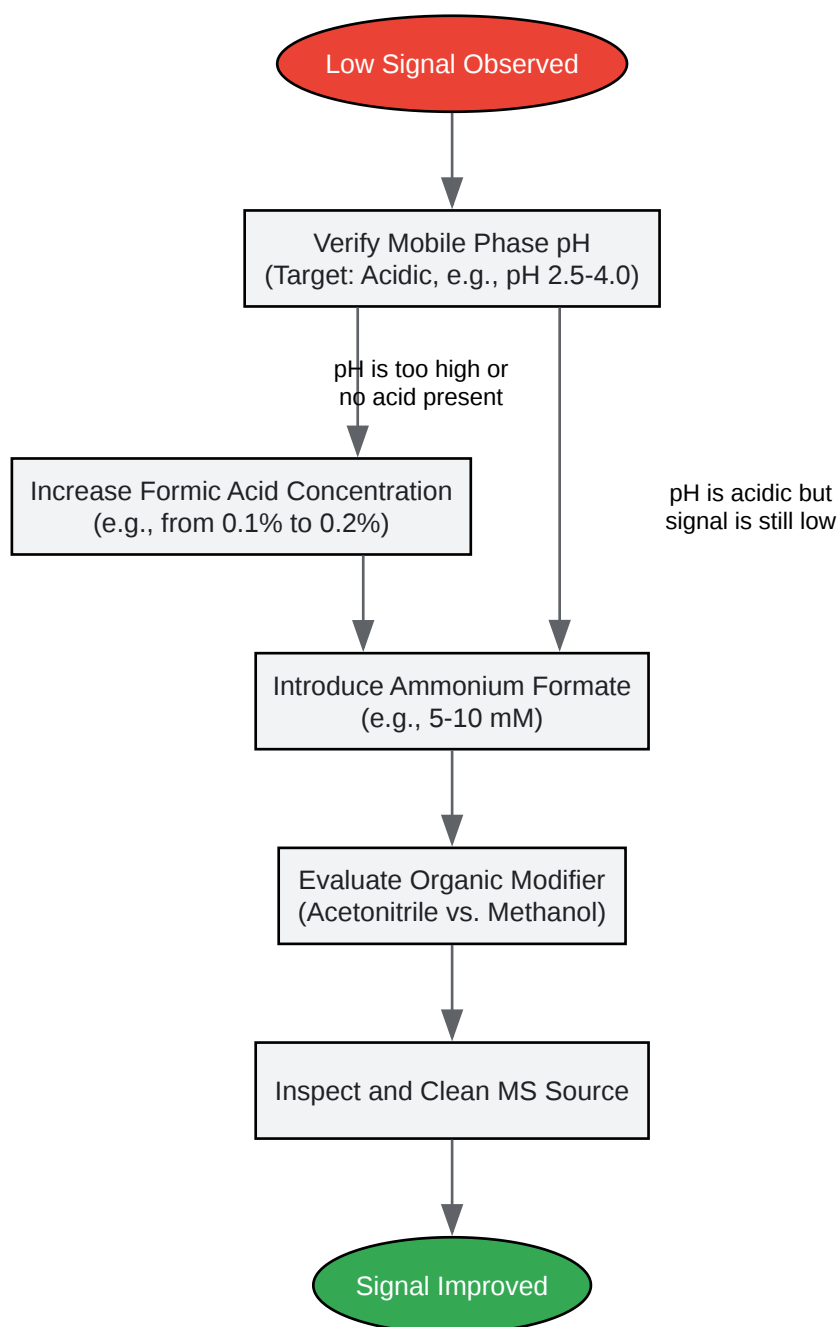 Low Signal Observed
Verify Mobile Phase pH
(Target: Acidic, e.g., pH 2.5-4.0)
pH is too high or
no acid present
Increase Formic Acid Concentration
(e.g., from 0.1% to 0.2%)
pH is acidic but
signal is still low
Introduce Ammonium Formate
(e.g., 5-10 mM)
Evaluate Organic Modifier
(Acetonitrile vs. Methanol)
Inspect and Clean MS Source
Signal Improved